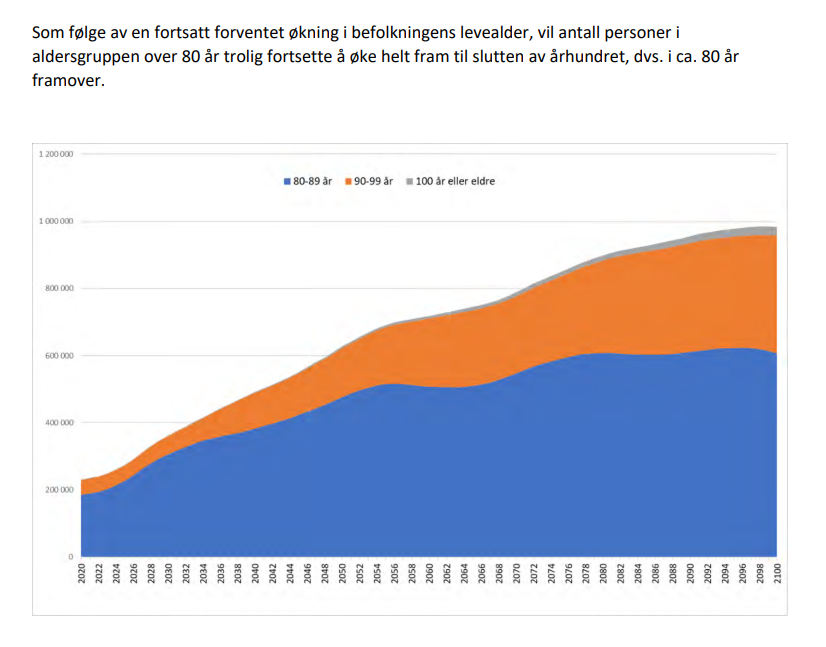 Som følge av en fortsatt forventet økning i befolkningens levealder, vil antall personer i
aldersgruppen over 80 år trolig fortsette å øke helt fram til slutten av århundret, dvs. i ca. 80 år
framover.
1 200 000
80-89 år 90-99 år 100 år eller eldre
1 000 000
800 000
600 000
400 000
200 000
0
2020 2022 2024 2026 2028 2030 2032 2034 2036 2038 2040 2042 2044 2046 2048 2050 2052 2054 2056 2058 2060 2062 2064 2066 2068 2070 2072 2074 2076 2078 2080 2082 2084 2086 2088 2090 2092 2094 2096 2098 2100